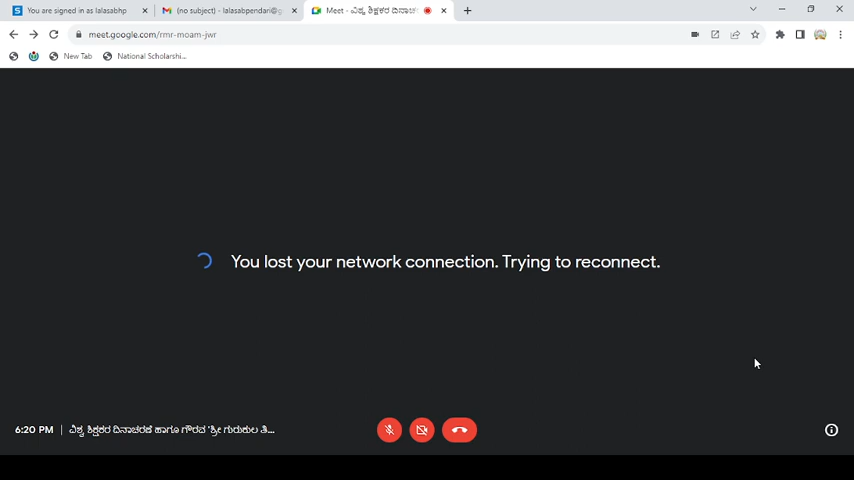 You are signed in as lalasabhp
(no subject) - lalasabpendari@g
Meet - ವಿಶ್ವ ಶಿಕ್ಷಕರ ದಿನಾಚರ
meet.google.com/rmr-moam-jwr
New Tab
National Scholarshi...
You lost your network connection. Trying to reconnect.
6:20 PM | ವಿಶ್ವ ಶಿಕ್ಷಕರ ದಿನಾಚರಣೆ ಹಾಗೂ ಗೌರವ 'ಶ್ರೀ ಗುರುಕುಲ ತಿ...